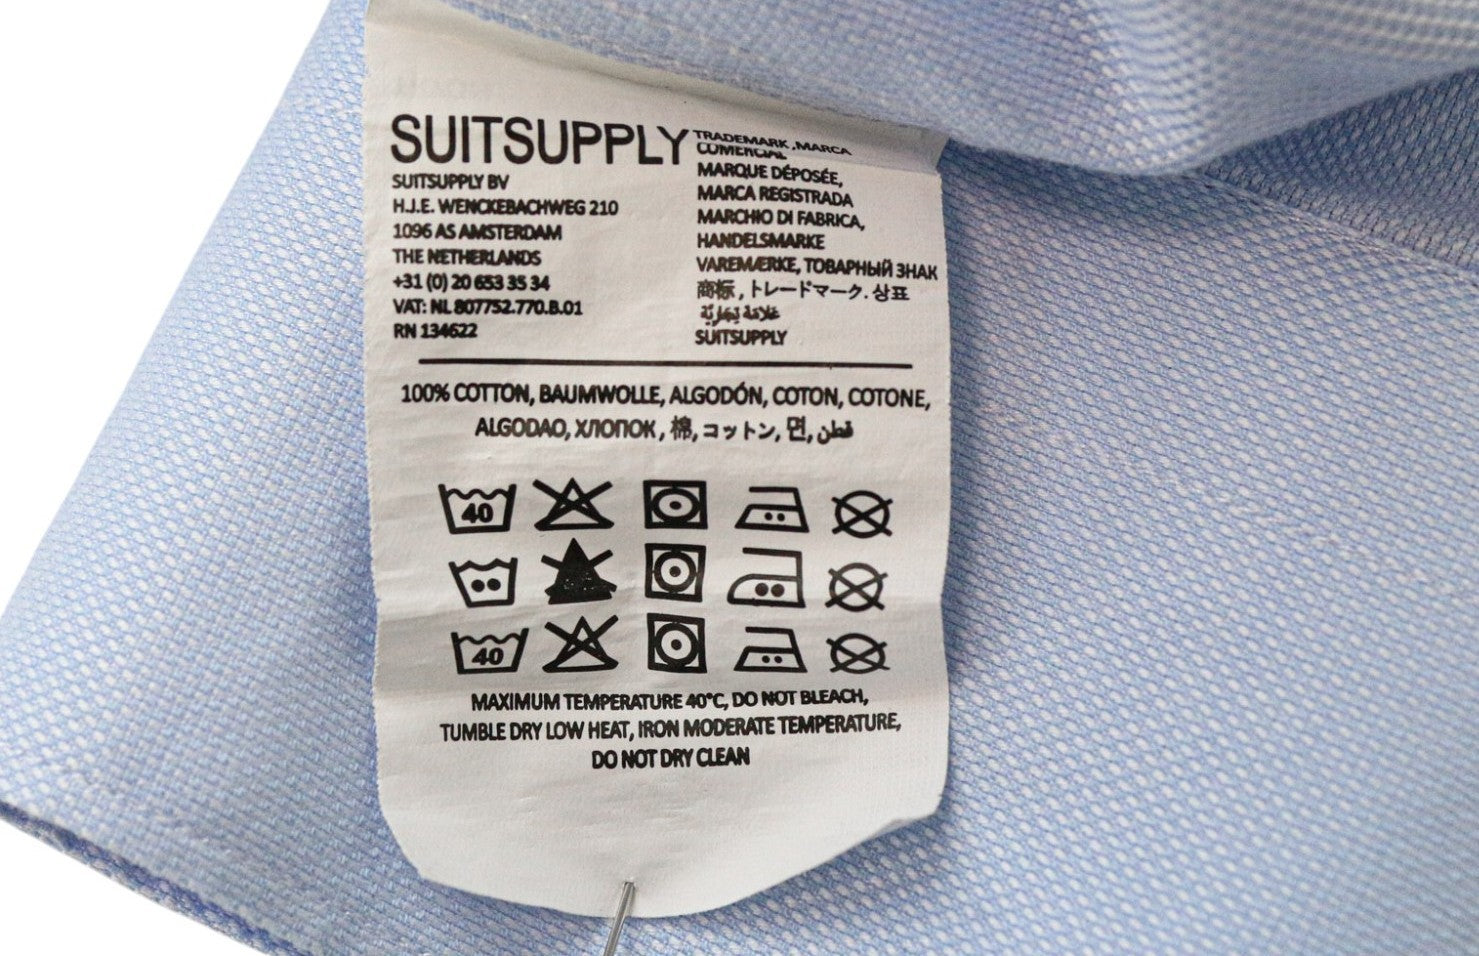 SUITSUPPLY
SUITSUPPLY BV
H.J.E. WENCKEBACHWEG 210
1096 AS AMSTERDAM
THE NETHERLANDS
+31 (0) 20 653 35 34
VAT: NL 807752.770.B.01
RN 134622
TRADEMARK ,MARCA
COMERCIAL
MARQUE DÉPOSÉE,
MARCA REGISTRADA
MARCHIO DI FABRICA,
HANDELSMARKE
VAREMÆRKE, ТОВАРНЫЙ ЗНАК
商标 , トレードマーク. 상표
علامة تجارية
SUITSUPPLY
100% COTTON, BAUMWOLLE, ALGODÓN, COTON, COTONE,
ALGODAO, ХЛОПОК , 棉, コットン, 면, قطن
40
40
MAXIMUM TEMPERATURE 40°C, DO NOT BLEACH,
TUMBLE DRY LOW HEAT, IRON MODERATE TEMPERATURE,
DO NOT DRY CLEAN